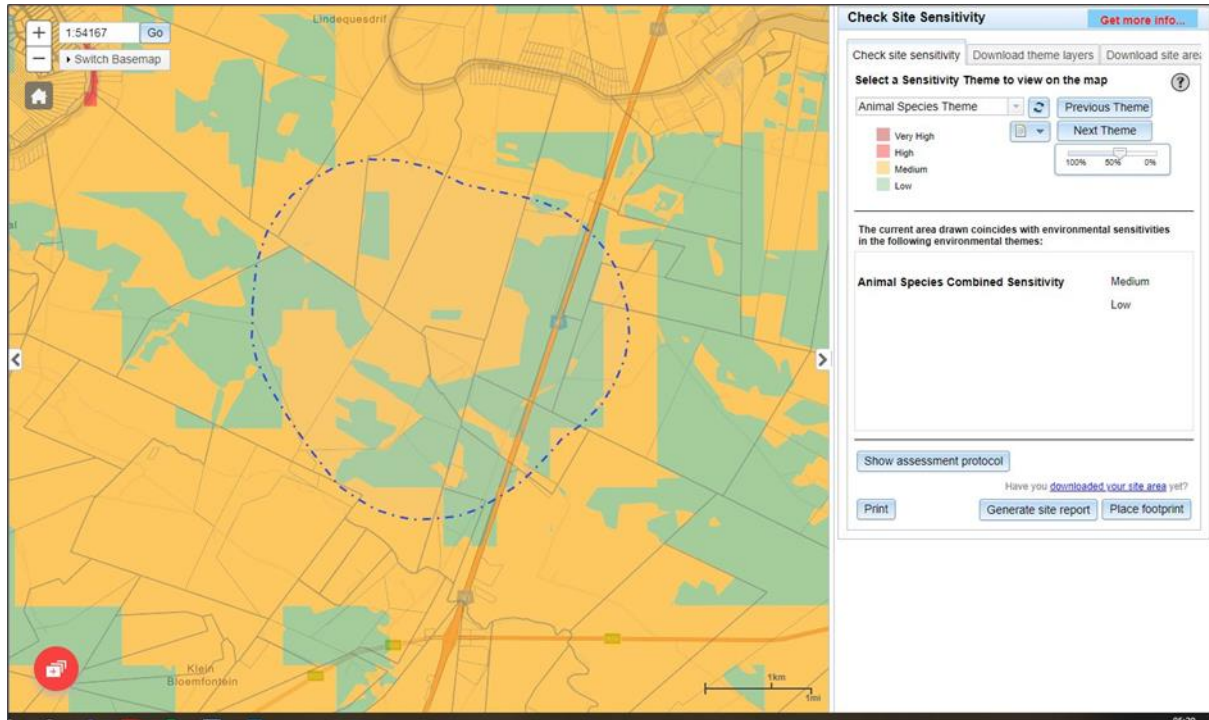 Lindequesdrif
+
1:54167 Go
−
Switch Basemap
al
Klein
Bloemfontein
1km
1mi
Check Site Sensitivity
Get more info...
Check site sensitivity
Download theme layers
Download site area
Select a Sensitivity Theme to view on the map
?
Animal Species Theme
Previous Theme
Next Theme
Very High
High
Medium
Low
100% 50% 0%
The current area drawn coincides with environmental sensitivities
in the following environmental themes:
Animal Species Combined Sensitivity Medium
Low
Show assessment protocol
Have you downloaded your site area yet?
Print
Generate site report
Place footprint